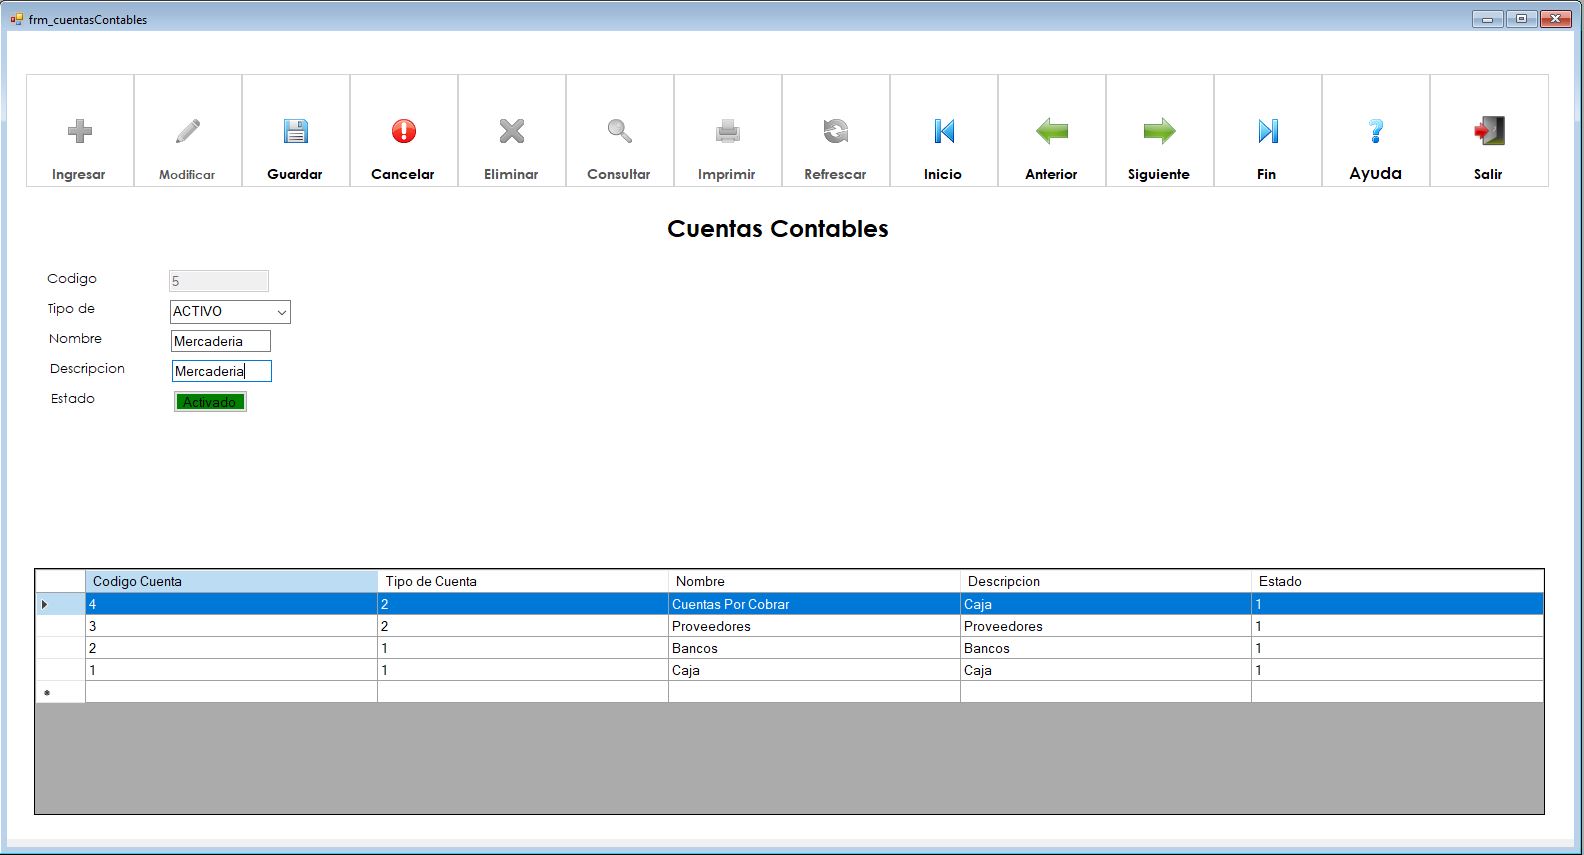 frm_cuentasContables
Ingresar Modificar Guardar Cancelar Eliminar Consultar Imprimir Refrescar Inicio Anterior Siguiente Fin Ayuda Salir
Cuentas Contables
Codigo 5
Tipo de ACTIVO
Nombre Mercaderia
Descripcion Mercaderia
Estado Activado
Codigo Cuenta Tipo de Cuenta Nombre Descripcion Estado
4 2 Cuentas Por Cobrar Caja 1
3 2 Proveedores Proveedores 1
2 1 Bancos Bancos 1
1 1 Caja Caja 1